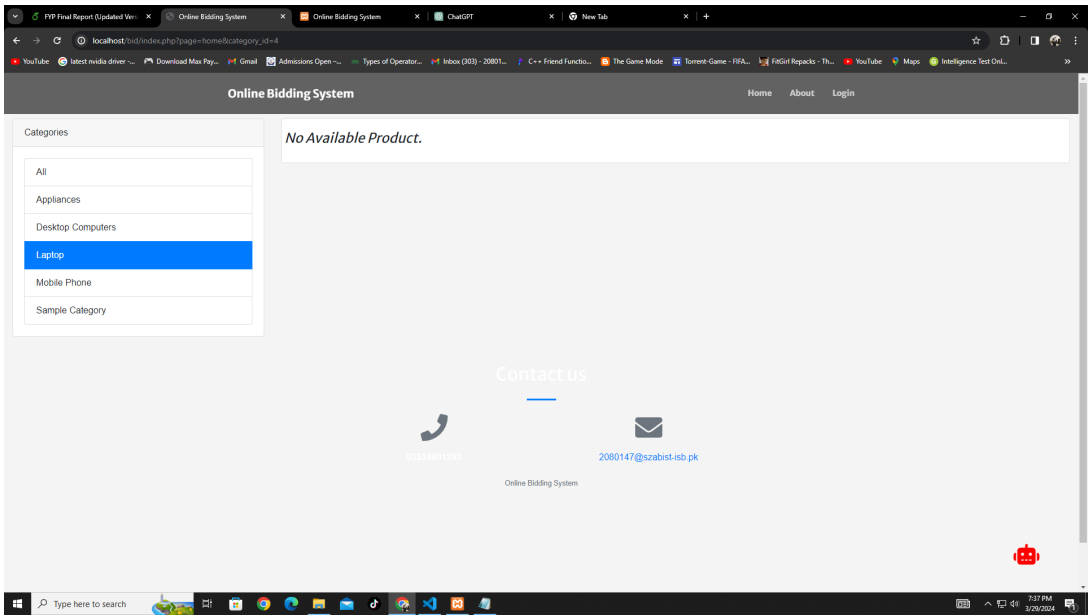 FYP Final Report (Updated Vers
Online Bidding System
Online Bidding System
ChatGPT
New Tab
localhost/bid/index.php?page=home&category_id=4
YouTube
latest nvidia driver -...
Download Max Pay...
Gmail
Admissions Open -...
Types of Operator...
Inbox (303) - 20801...
C++ Friend Functio...
The Game Mode
Torrent-Game - FIFA...
FitGirl Repacks - Th...
YouTube
Maps
Intelligence Test Onl...
»
Online Bidding System
Home
About
Login
Categories
No Available Product.
All
Appliances
Desktop Computers
Laptop
Mobile Phone
Sample Category
Contact us
2080147@szabist-isb.pk
Online Bidding System
Type here to search
7:37 PM
3/29/2024